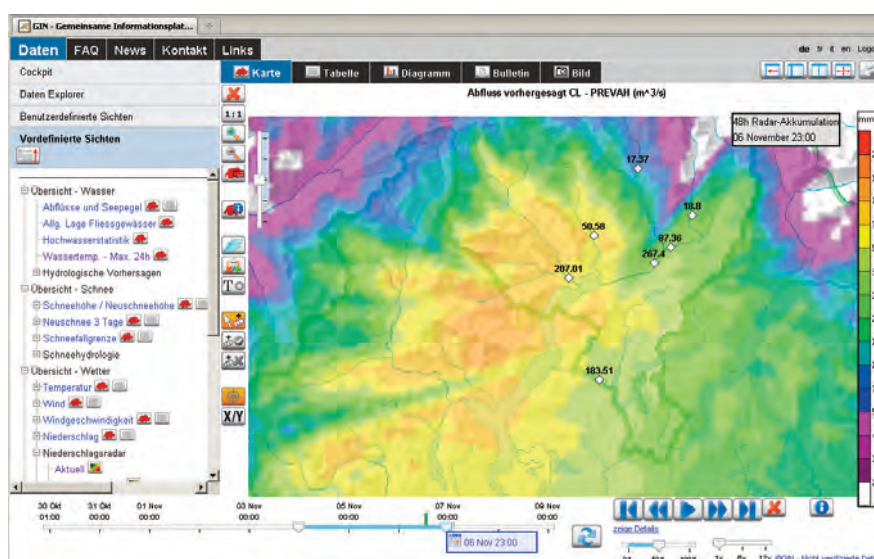 GIN - Gemeinsame Informationsplat...
Daten FAQ News Kontakt Links
de fr it en
Cockpit
Daten Explorer
Benutzerdefinierte Sichten
Vordefinierte Sichten
Karte Tabelle Diagramm Bulletin Bild
Abfluss vorhergesagt CL - PREVAH (m^3/s)
1:1
48h Radar-Akkumulation
06 November 23:00
mm
17.37
18.8
50.58
87.36
267.4
207.01
183.51
Übersicht - Wasser
Abflüsse und Seepegel
Allg. Lage Fliessgewässer
Hochwasserstatistik
Wassertemp. - Max. 24h
Hydrologische Vorhersagen
Übersicht - Schnee
Schneehöhe / Neuschneehöhe
Neuschnee 3 Tage
Schneefallgrenze
Schneehydrologie
Übersicht - Wetter
Temperatur
Wind
Windgeschwindigkeit
Niederschlag
Niederschlagsradar
Aktuell
X/Y
30 Okt 01:00
31 Okt 00:00
01 Nov 00:00
03 Nov 00:00
05 Nov 00:00
07 Nov 00:00
09 Nov 00:00
06 Nov 23:00
zeige Details